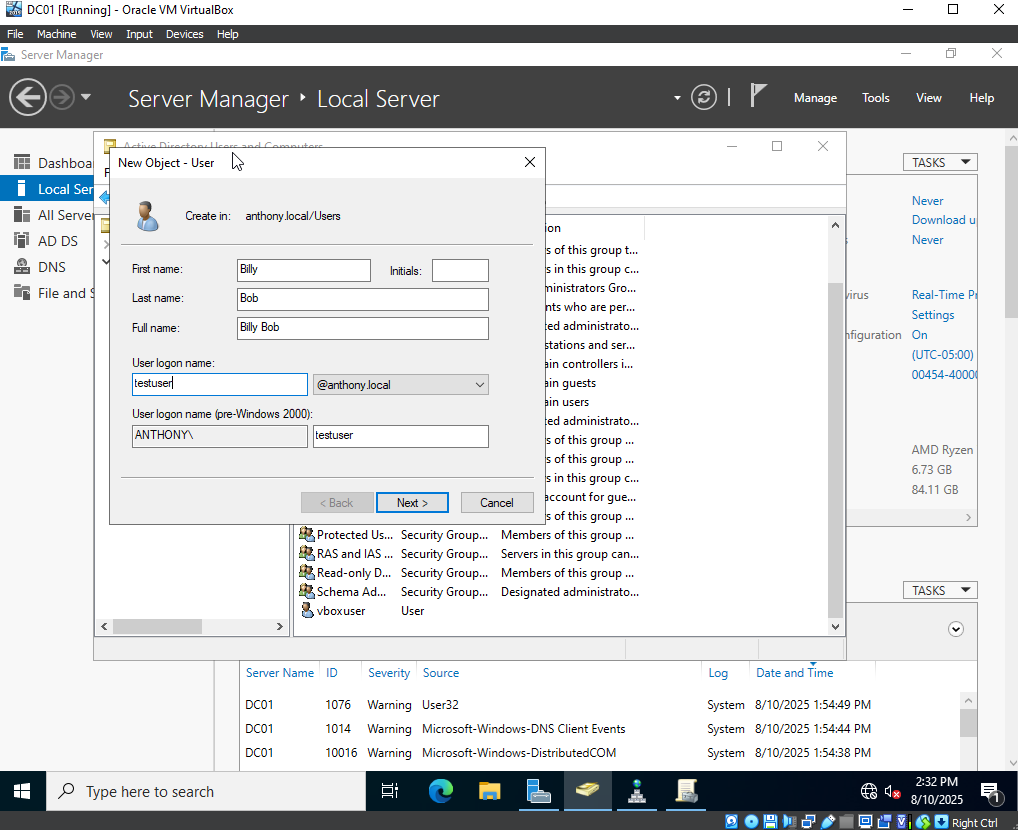 DC01 [Running] - Oracle VM VirtualBox
File Machine View Input Devices Help
Server Manager
Server Manager Local Server
Manage Tools View Help
Active Directory Users and Computers
New Object - User
Create in: anthony.local/Users
First name: Billy Initials:
Last name: Bob
Full name: Billy Bob
User logon name:
testuser @anthony.local
User logon name (pre-Windows 2000):
ANTHONY\ testuser
< Back Next > Cancel
Dashboa
Local Ser
All Server
AD DS
DNS
File and S
ion
rs of this group t...
rs in this group c...
ministrators Gro...
nts who are per...
ted administrato...
stations and ser...
ain controllers i...
ain guests
ain users
ted administrato...
rs of this group ...
rs of this group ...
rs in this group c...
account for gue...
rs of this group ...
Protected Us... Security Group... Members of this group ...
RAS and IAS ... Security Group... Servers in this group can...
Read-only D... Security Group... Members of this group ...
Schema Ad... Security Group... Designated administrato...
vboxuser User
TASKS
Never
Download u
Never
virus Real-Time Pr
Settings
nfiguration On
(UTC-05:00)
00454-40000
AMD Ryzen
6.73 GB
84.11 GB
TASKS
Server Name ID Severity Source Log Date and Time
DC01 1076 Warning User32 System 8/10/2025 1:54:49 PM
DC01 1014 Warning Microsoft-Windows-DNS Client Events System 8/10/2025 1:54:44 PM
DC01 10016 Warning Microsoft-Windows-DistributedCOM System 8/10/2025 1:54:38 PM
Type here to search
2:32 PM
8/10/2025
1
Right Ctrl